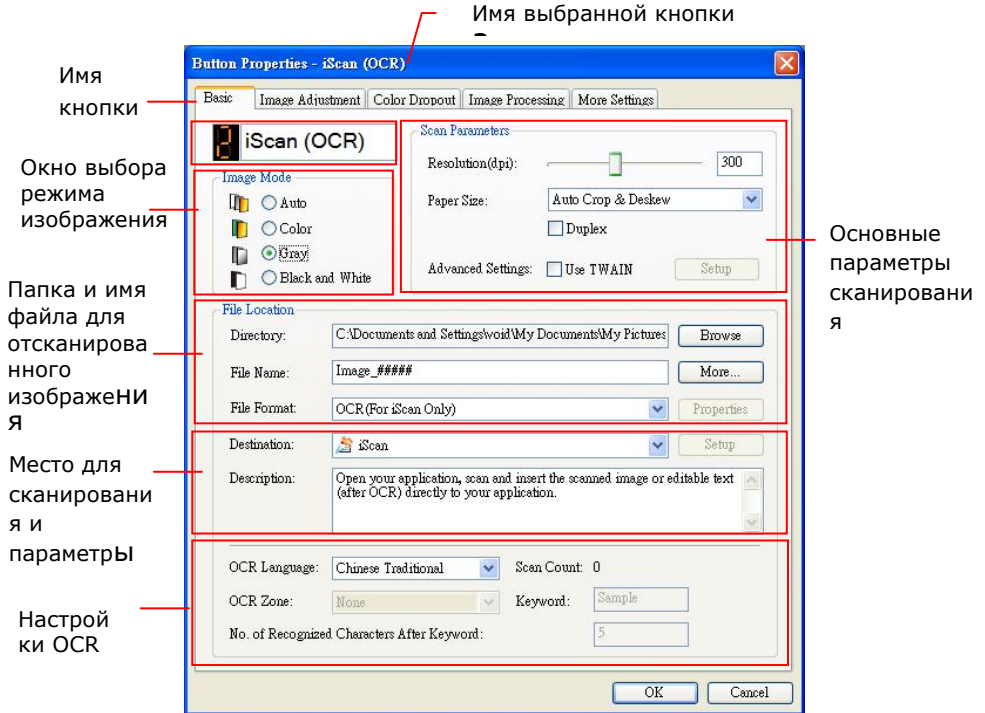 Имя выбранной кнопки
Имя
кнопки
Окно выбора
режима
изображения
Папка и имя
файла для
отсканирова
нного
изображения
Место для
сканировани
я и
параметры
Настрой
ки OCR
Button Properties - iScan (OCR)
Basic Image Adjustment Color Dropout Image Processing More Settings
2 iScan (OCR)
Image Mode
Auto
Color
Gray
Black and White
Scan Parameters
Resolution(dpi): 300
Paper Size: Auto Crop & Deskew
Duplex
Advanced Settings: Use TWAIN Setup
File Location
Directory: C:\Documents and Settings\void\My Documents\My Pictures Browse
File Name: Image_##### More...
File Format: OCR(For iScan Only) Properties
Destination: iScan Setup
Description: Open your application, scan and insert the scanned image or editable text
(after OCR) directly to your application.
OCR Language: Chinese Traditional Scan Count: 0
OCR Zone: None Keyword: Sample
No. of Recognized Characters After Keyword: 5
OK Cancel
Основные
параметры
сканировани
я